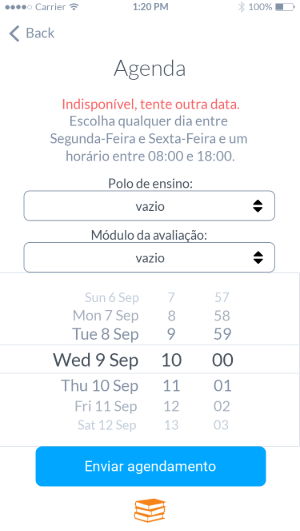 Carrier 1:20 PM 100%
Back
Agenda
Indisponível, tente outra data.
Escolha qualquer dia entre
Segunda-Feira e Sexta-Feira e um
horário entre 08:00 e 18:00.
Polo de ensino:
vazio
Módulo da avaliação:
vazio
Sun 6 Sep 7 57
Mon 7 Sep 8 58
Tue 8 Sep 9 59
Wed 9 Sep 10 00
Thu 10 Sep 11 01
Fri 11 Sep 12 02
Sat 12 Sep 13 03
Enviar agendamento